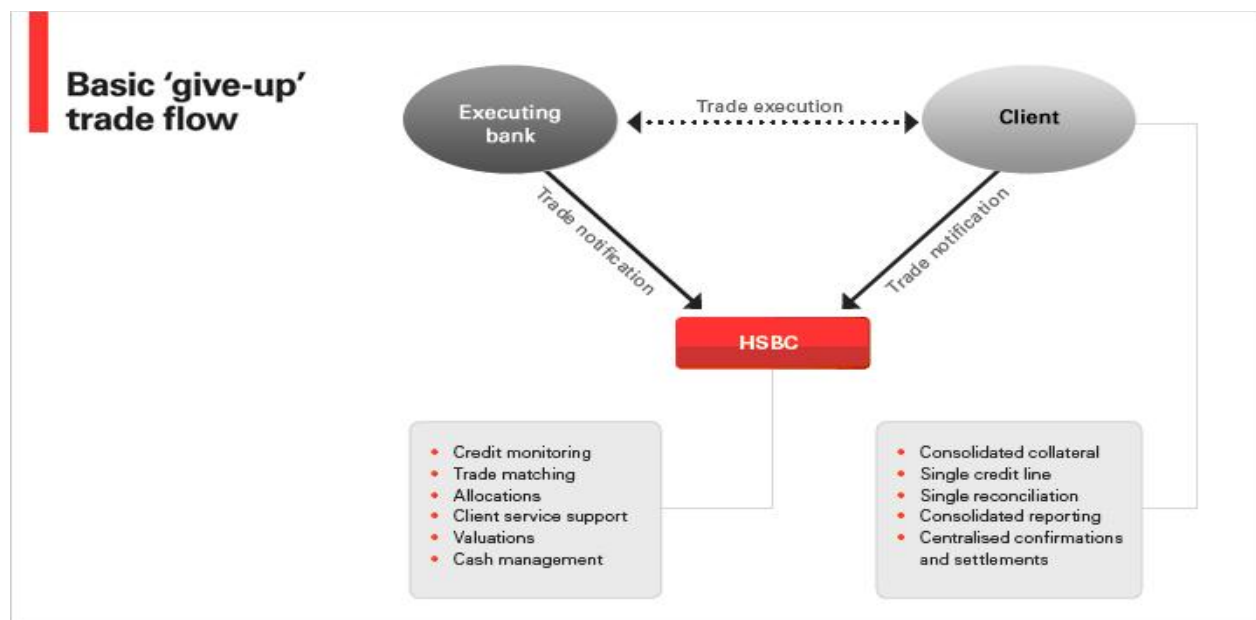 Basic ‘give-up’
trade flow
Executing
bank
Trade execution
Client
Trade notification
Trade notification
HSBC
• Credit monitoring
• Trade matching
• Allocations
• Client service support
• Valuations
• Cash management
• Consolidated collateral
• Single credit line
• Single reconciliation
• Consolidated reporting
• Centralised confirmations
and settlements